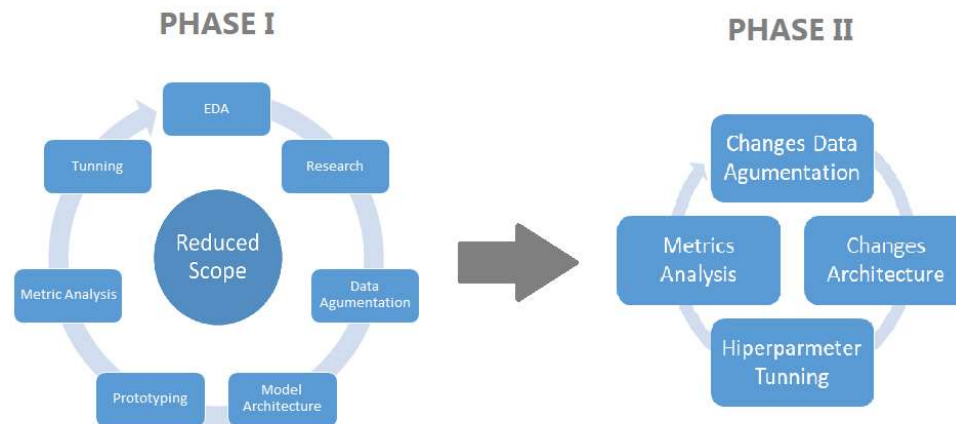 PHASE I
EDA
Research
Data
Agumentation
Model
Architecture
Prototyping
Metric Analysis
Tunning
Reduced
Scope
PHASE II
Changes Data
Agumentation
Changes
Architecture
Hiperparmeter
Tunning
Metrics
Analysis